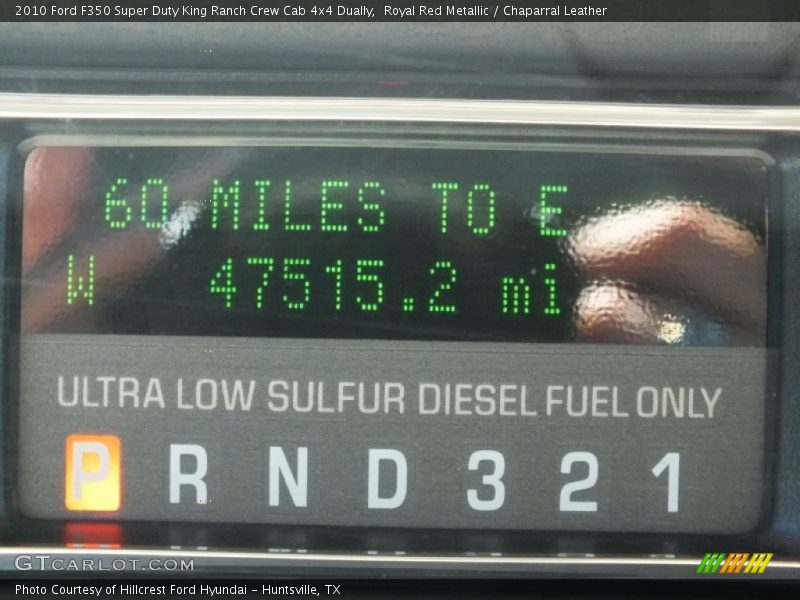 2010 Ford F350 Super Duty King Ranch Crew Cab 4x4 Dually, Royal Red Metallic / Chaparral Leather
60 MILES TO E
W 47515.2 mi
ULTRA LOW SULFUR DIESEL FUEL ONLY
P R N D 3 2 1
GTCARLOT.COM
Photo Courtesy of Hillcrest Ford Hyundai - Huntsville, TX